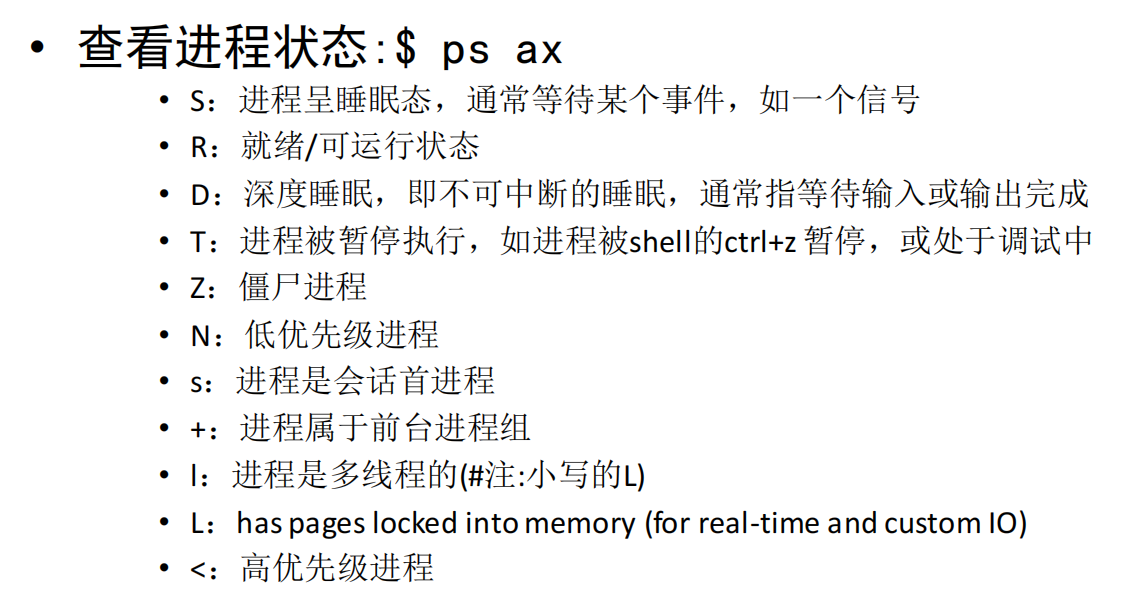 • 查看进程状态:$ ps ax
• S：进程呈睡眠态，通常等待某个事件，如一个信号
• R：就绪/可运行状态
• D：深度睡眠，即不可中断的睡眠，通常指等待输入或输出完成
• T：进程被暂停执行，如进程被shell的ctrl+z 暂停，或处于调试中
• Z：僵尸进程
• N：低优先级进程
• s：进程是会话首进程
• +：进程属于前台进程组
• l：进程是多线程的(#注:小写的L)
• L：has pages locked into memory (for real-time and custom IO)
• <：高优先级进程